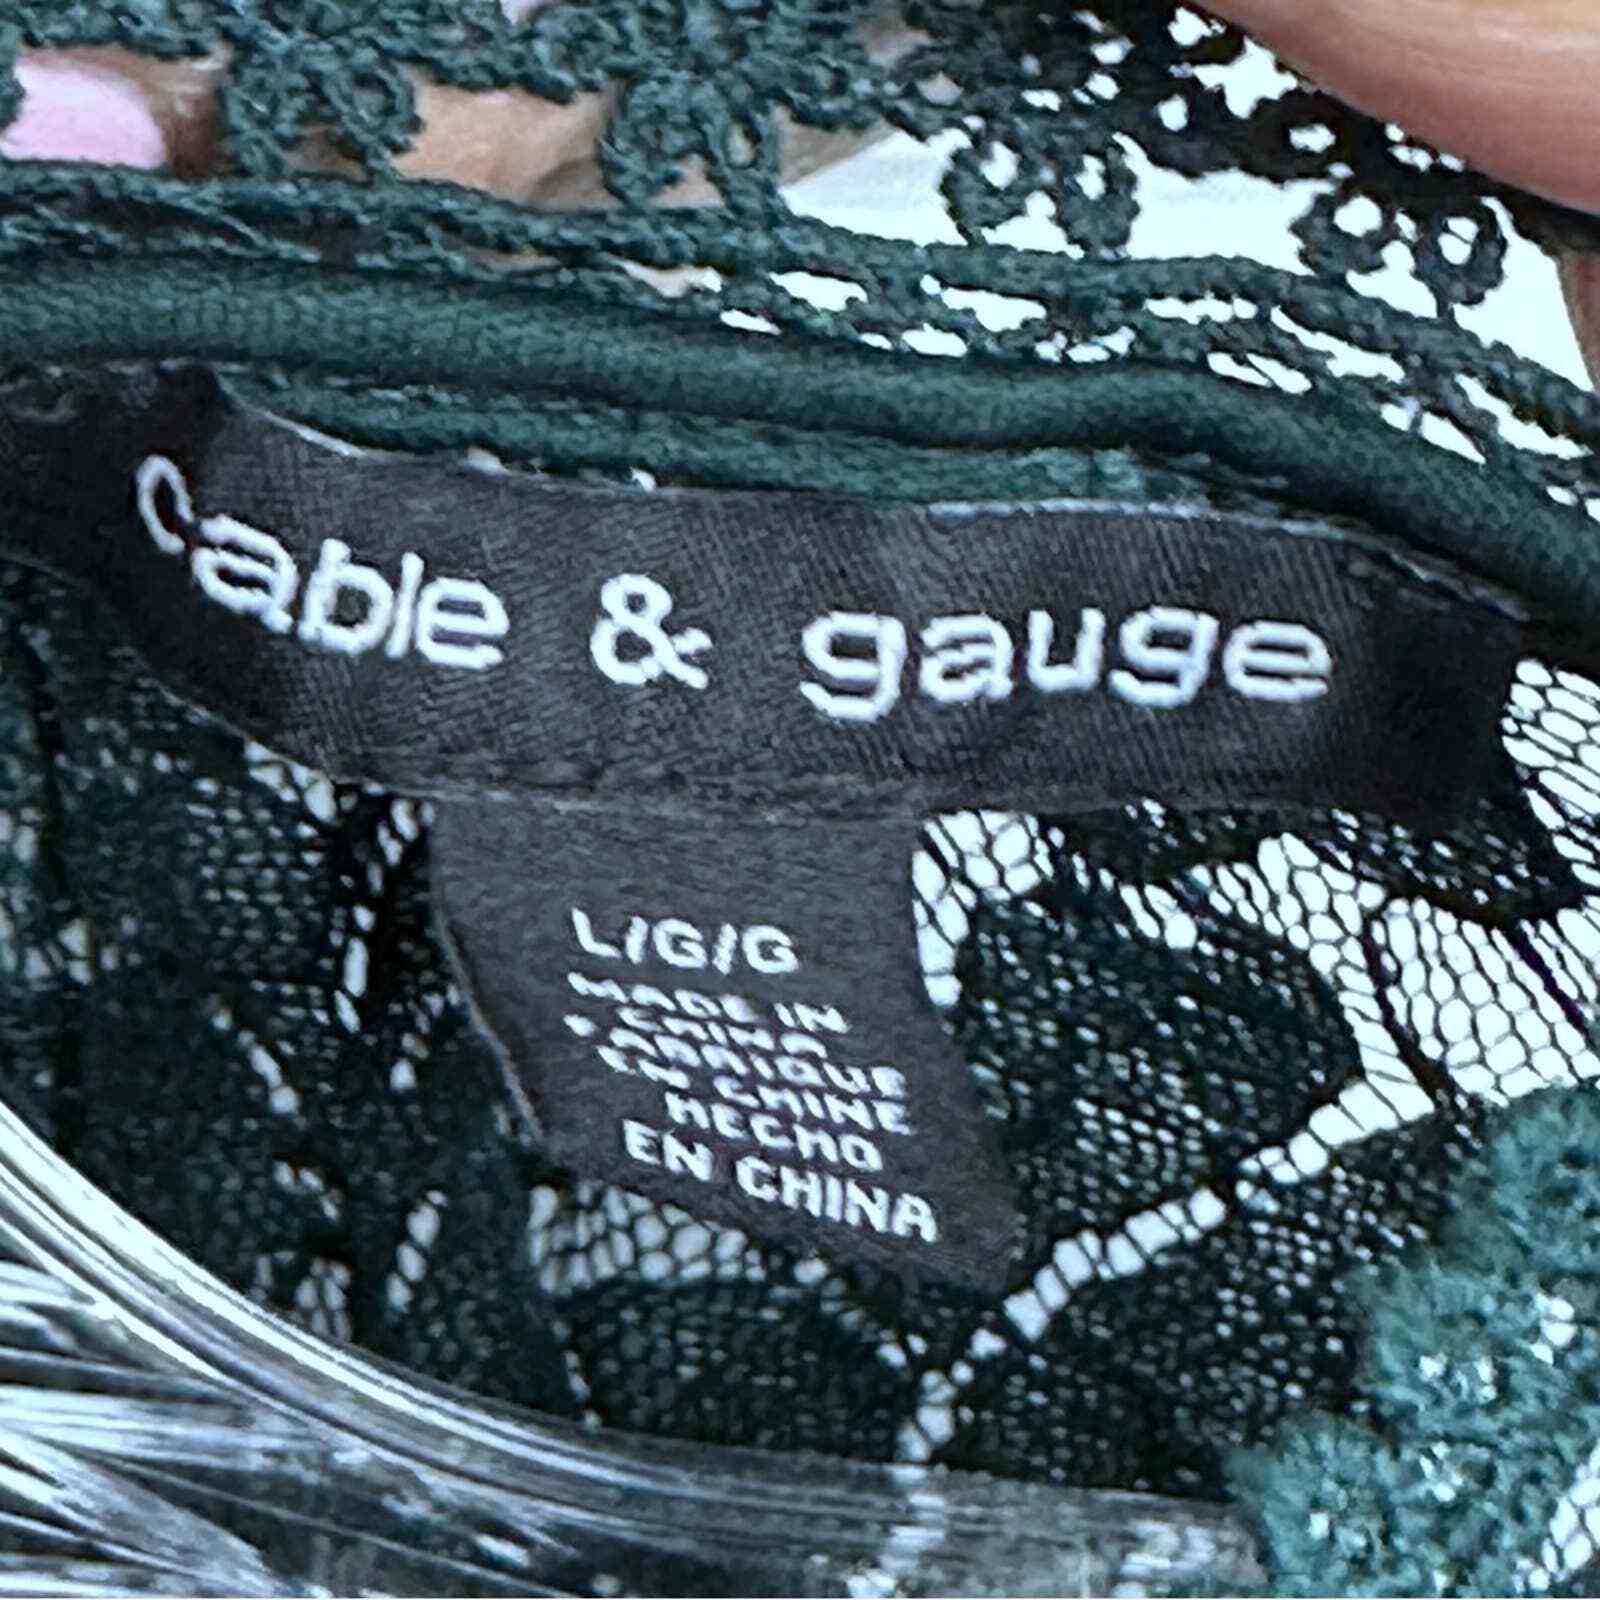 cable & gauge
L/G/G
MADE IN
CHINA
FABRIQUE
EN CHINE
HECHO
EN CHINA